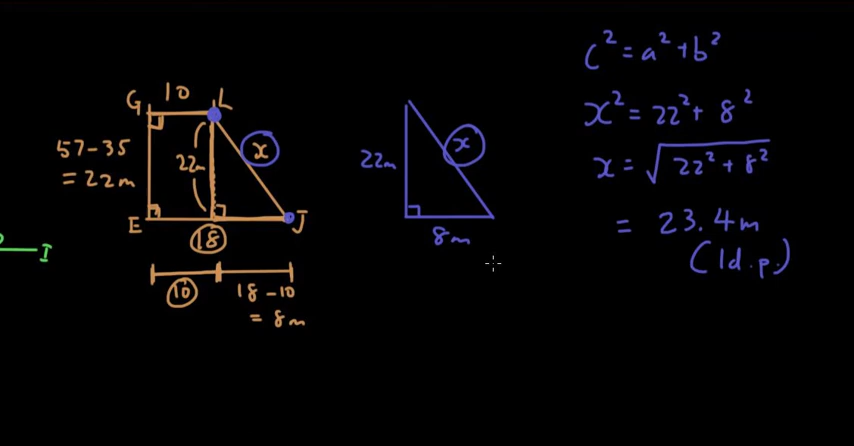 G 10 L
57-35
= 22m
22m
x
E
J
18
10
18-10
= 8m
I
22m
x
8m
c² = a² + b²
x² = 22² + 8²
x = √22² + 8²
= 23.4m
(1d.p.)